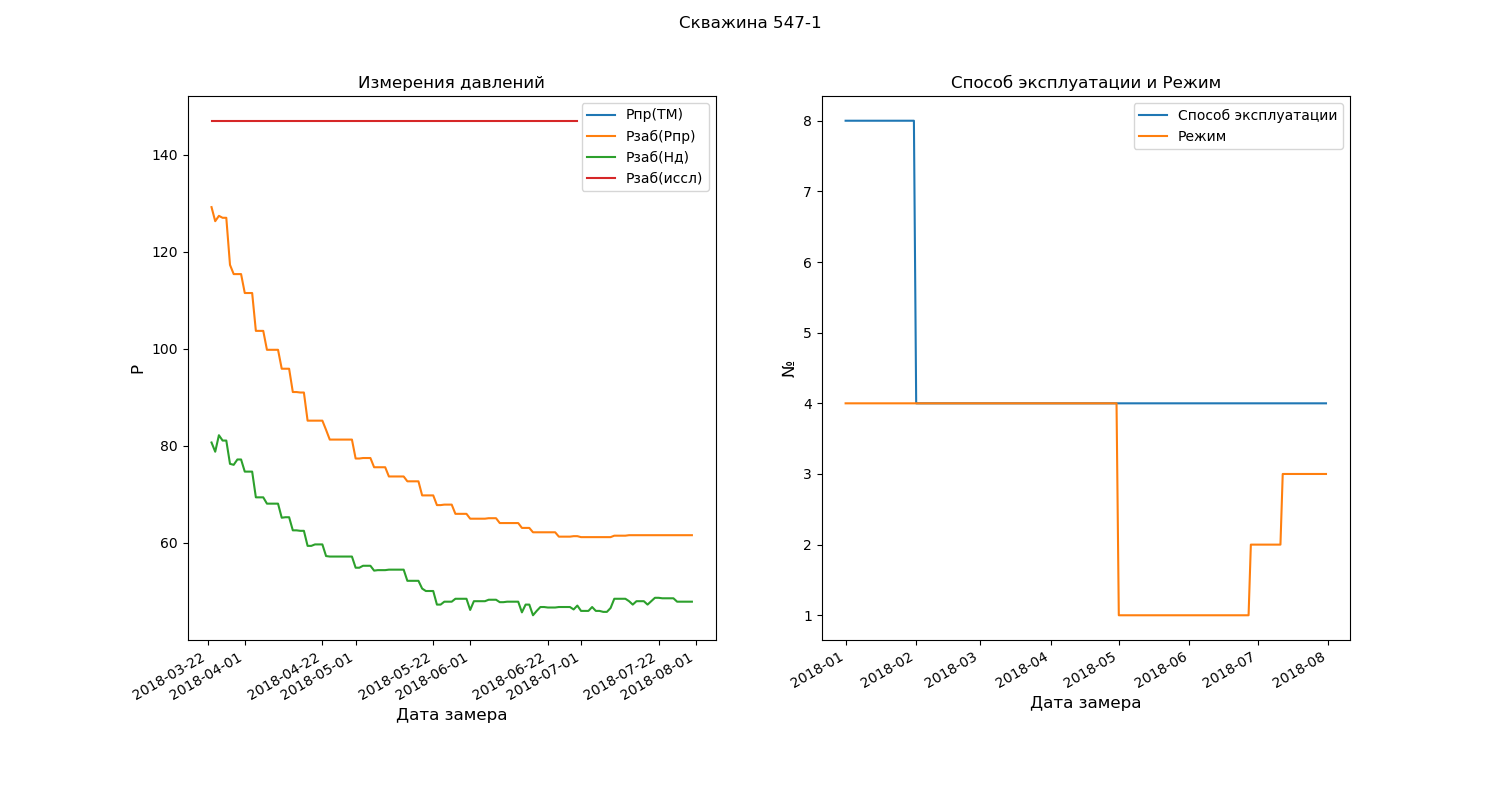 Скважина 547-1
Измерения давлений
Рпр(ТМ)
Рзаб(Рпр)
Рзаб(Нд)
Рзаб(иссл)
140
120
100
80
60
Р
2018-03-22
2018-04-01
2018-04-22
2018-05-01
2018-05-22
2018-06-01
2018-06-22
2018-07-01
2018-07-22
2018-08-01
Дата замера
Способ эксплуатации и Режим
Способ эксплуатации
Режим
8
7
6
5
4
3
2
1
№
2018-01
2018-02
2018-03
2018-04
2018-05
2018-06
2018-07
2018-08
Дата замера